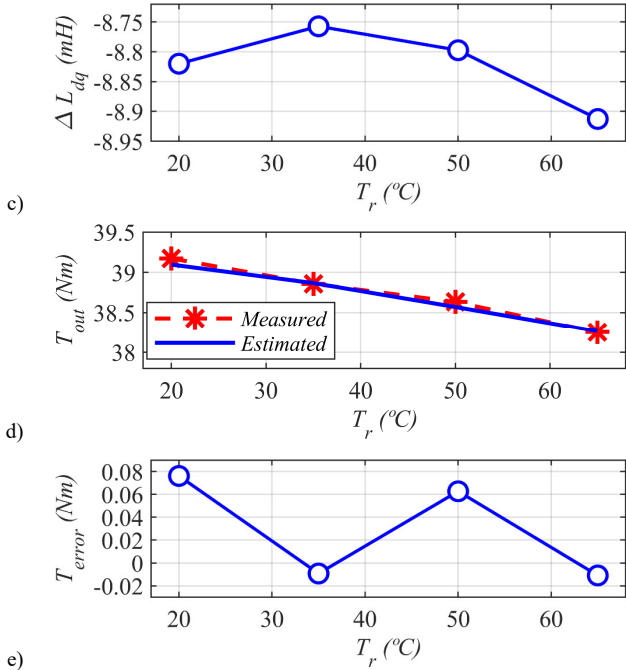 Δ L_dq (mH)
-8.75
-8.8
-8.85
-8.9
-8.95
20 30 40 50 60
T_r (ºC)
c)
T_out (Nm)
39.5
39
38.5
38
Measured
Estimated
20 30 40 50 60
T_r (ºC)
d)
T_error (Nm)
0.08
0.06
0.04
0.02
0
-0.02
20 30 40 50 60
T_r (ºC)
e)